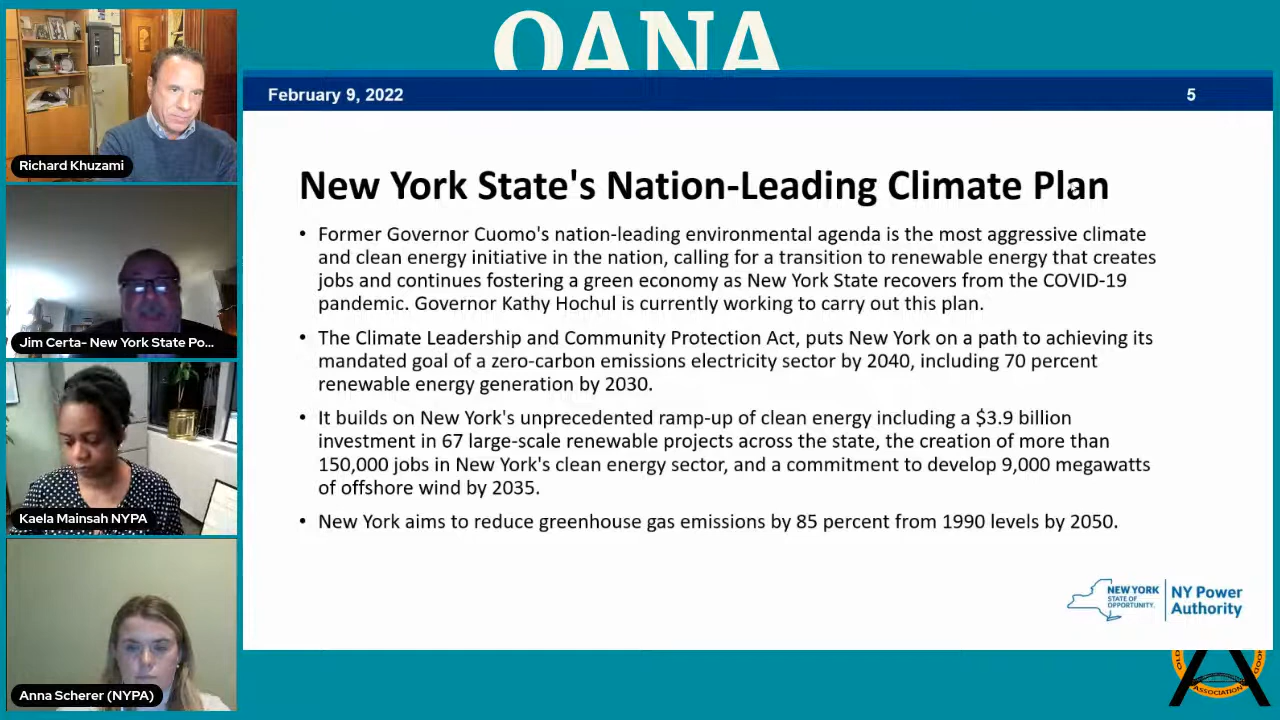 OANA
February 9, 2022
5
New York State's Nation-Leading Climate Plan
• Former Governor Cuomo's nation-leading environmental agenda is the most aggressive climate
and clean energy initiative in the nation, calling for a transition to renewable energy that creates
jobs and continues fostering a green economy as New York State recovers from the COVID-19
pandemic. Governor Kathy Hochul is currently working to carry out this plan.
• The Climate Leadership and Community Protection Act, puts New York on a path to achieving its
mandated goal of a zero-carbon emissions electricity sector by 2040, including 70 percent
renewable energy generation by 2030.
• It builds on New York's unprecedented ramp-up of clean energy including a $3.9 billion
investment in 67 large-scale renewable projects across the state, the creation of more than
150,000 jobs in New York's clean energy sector, and a commitment to develop 9,000 megawatts
of offshore wind by 2035.
• New York aims to reduce greenhouse gas emissions by 85 percent from 1990 levels by 2050.
NEW YORK
STATE OF
OPPORTUNITY.
NY Power
Authority
Richard Khuzami
Jim Certa- New York State Po...
Kaela Mainsah NYPA
Anna Scherer (NYPA)
OLD
ASSOCIATION